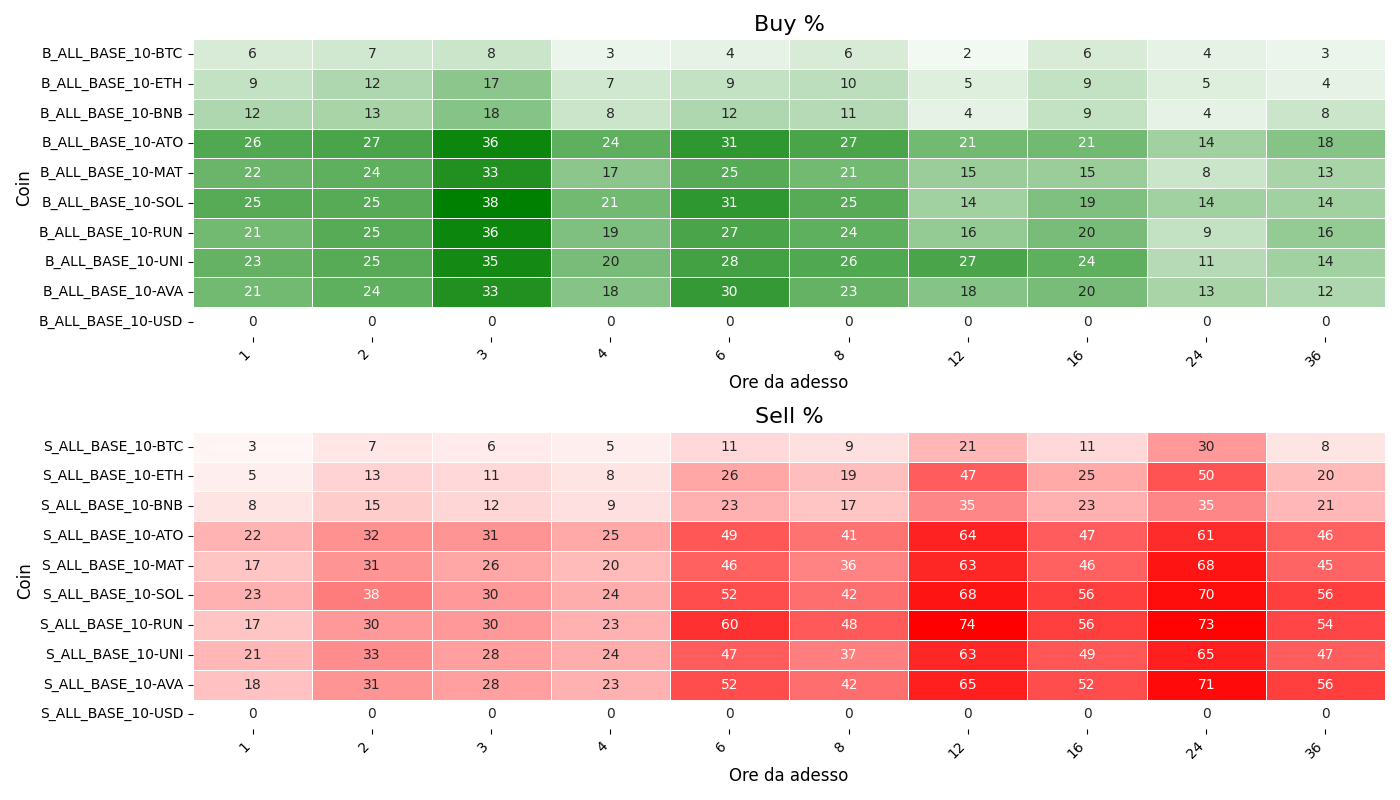 Buy %
Coin
B_ALL_BASE_10-BTC 6 7 8 3 4 6 2 6 4 3
B_ALL_BASE_10-ETH 9 12 17 7 9 10 5 9 5 4
B_ALL_BASE_10-BNB 12 13 18 8 12 11 4 9 4 8
B_ALL_BASE_10-ATO 26 27 36 24 31 27 21 21 14 18
B_ALL_BASE_10-MAT 22 24 33 17 25 21 15 15 8 13
B_ALL_BASE_10-SOL 25 25 38 21 31 25 14 19 14 14
B_ALL_BASE_10-RUN 21 25 36 19 27 24 16 20 9 16
B_ALL_BASE_10-UNI 23 25 35 20 28 26 27 24 11 14
B_ALL_BASE_10-AVA 21 24 33 18 30 23 18 20 13 12
B_ALL_BASE_10-USD 0 0 0 0 0 0 0 0 0 0
1 2 3 4 6 8 12 16 24 36
Ore da adesso
Sell %
Coin
S_ALL_BASE_10-BTC 3 7 6 5 11 9 21 11 30 8
S_ALL_BASE_10-ETH 5 13 11 8 26 19 47 25 50 20
S_ALL_BASE_10-BNB 8 15 12 9 23 17 35 23 35 21
S_ALL_BASE_10-ATO 22 32 31 25 49 41 64 47 61 46
S_ALL_BASE_10-MAT 17 31 26 20 46 36 63 46 68 45
S_ALL_BASE_10-SOL 23 38 30 24 52 42 68 56 70 56
S_ALL_BASE_10-RUN 17 30 30 23 60 48 74 56 73 54
S_ALL_BASE_10-UNI 21 33 28 24 47 37 63 49 65 47
S_ALL_BASE_10-AVA 18 31 28 23 52 42 65 52 71 56
S_ALL_BASE_10-USD 0 0 0 0 0 0 0 0 0 0
1 2 3 4 6 8 12 16 24 36
Ore da adesso